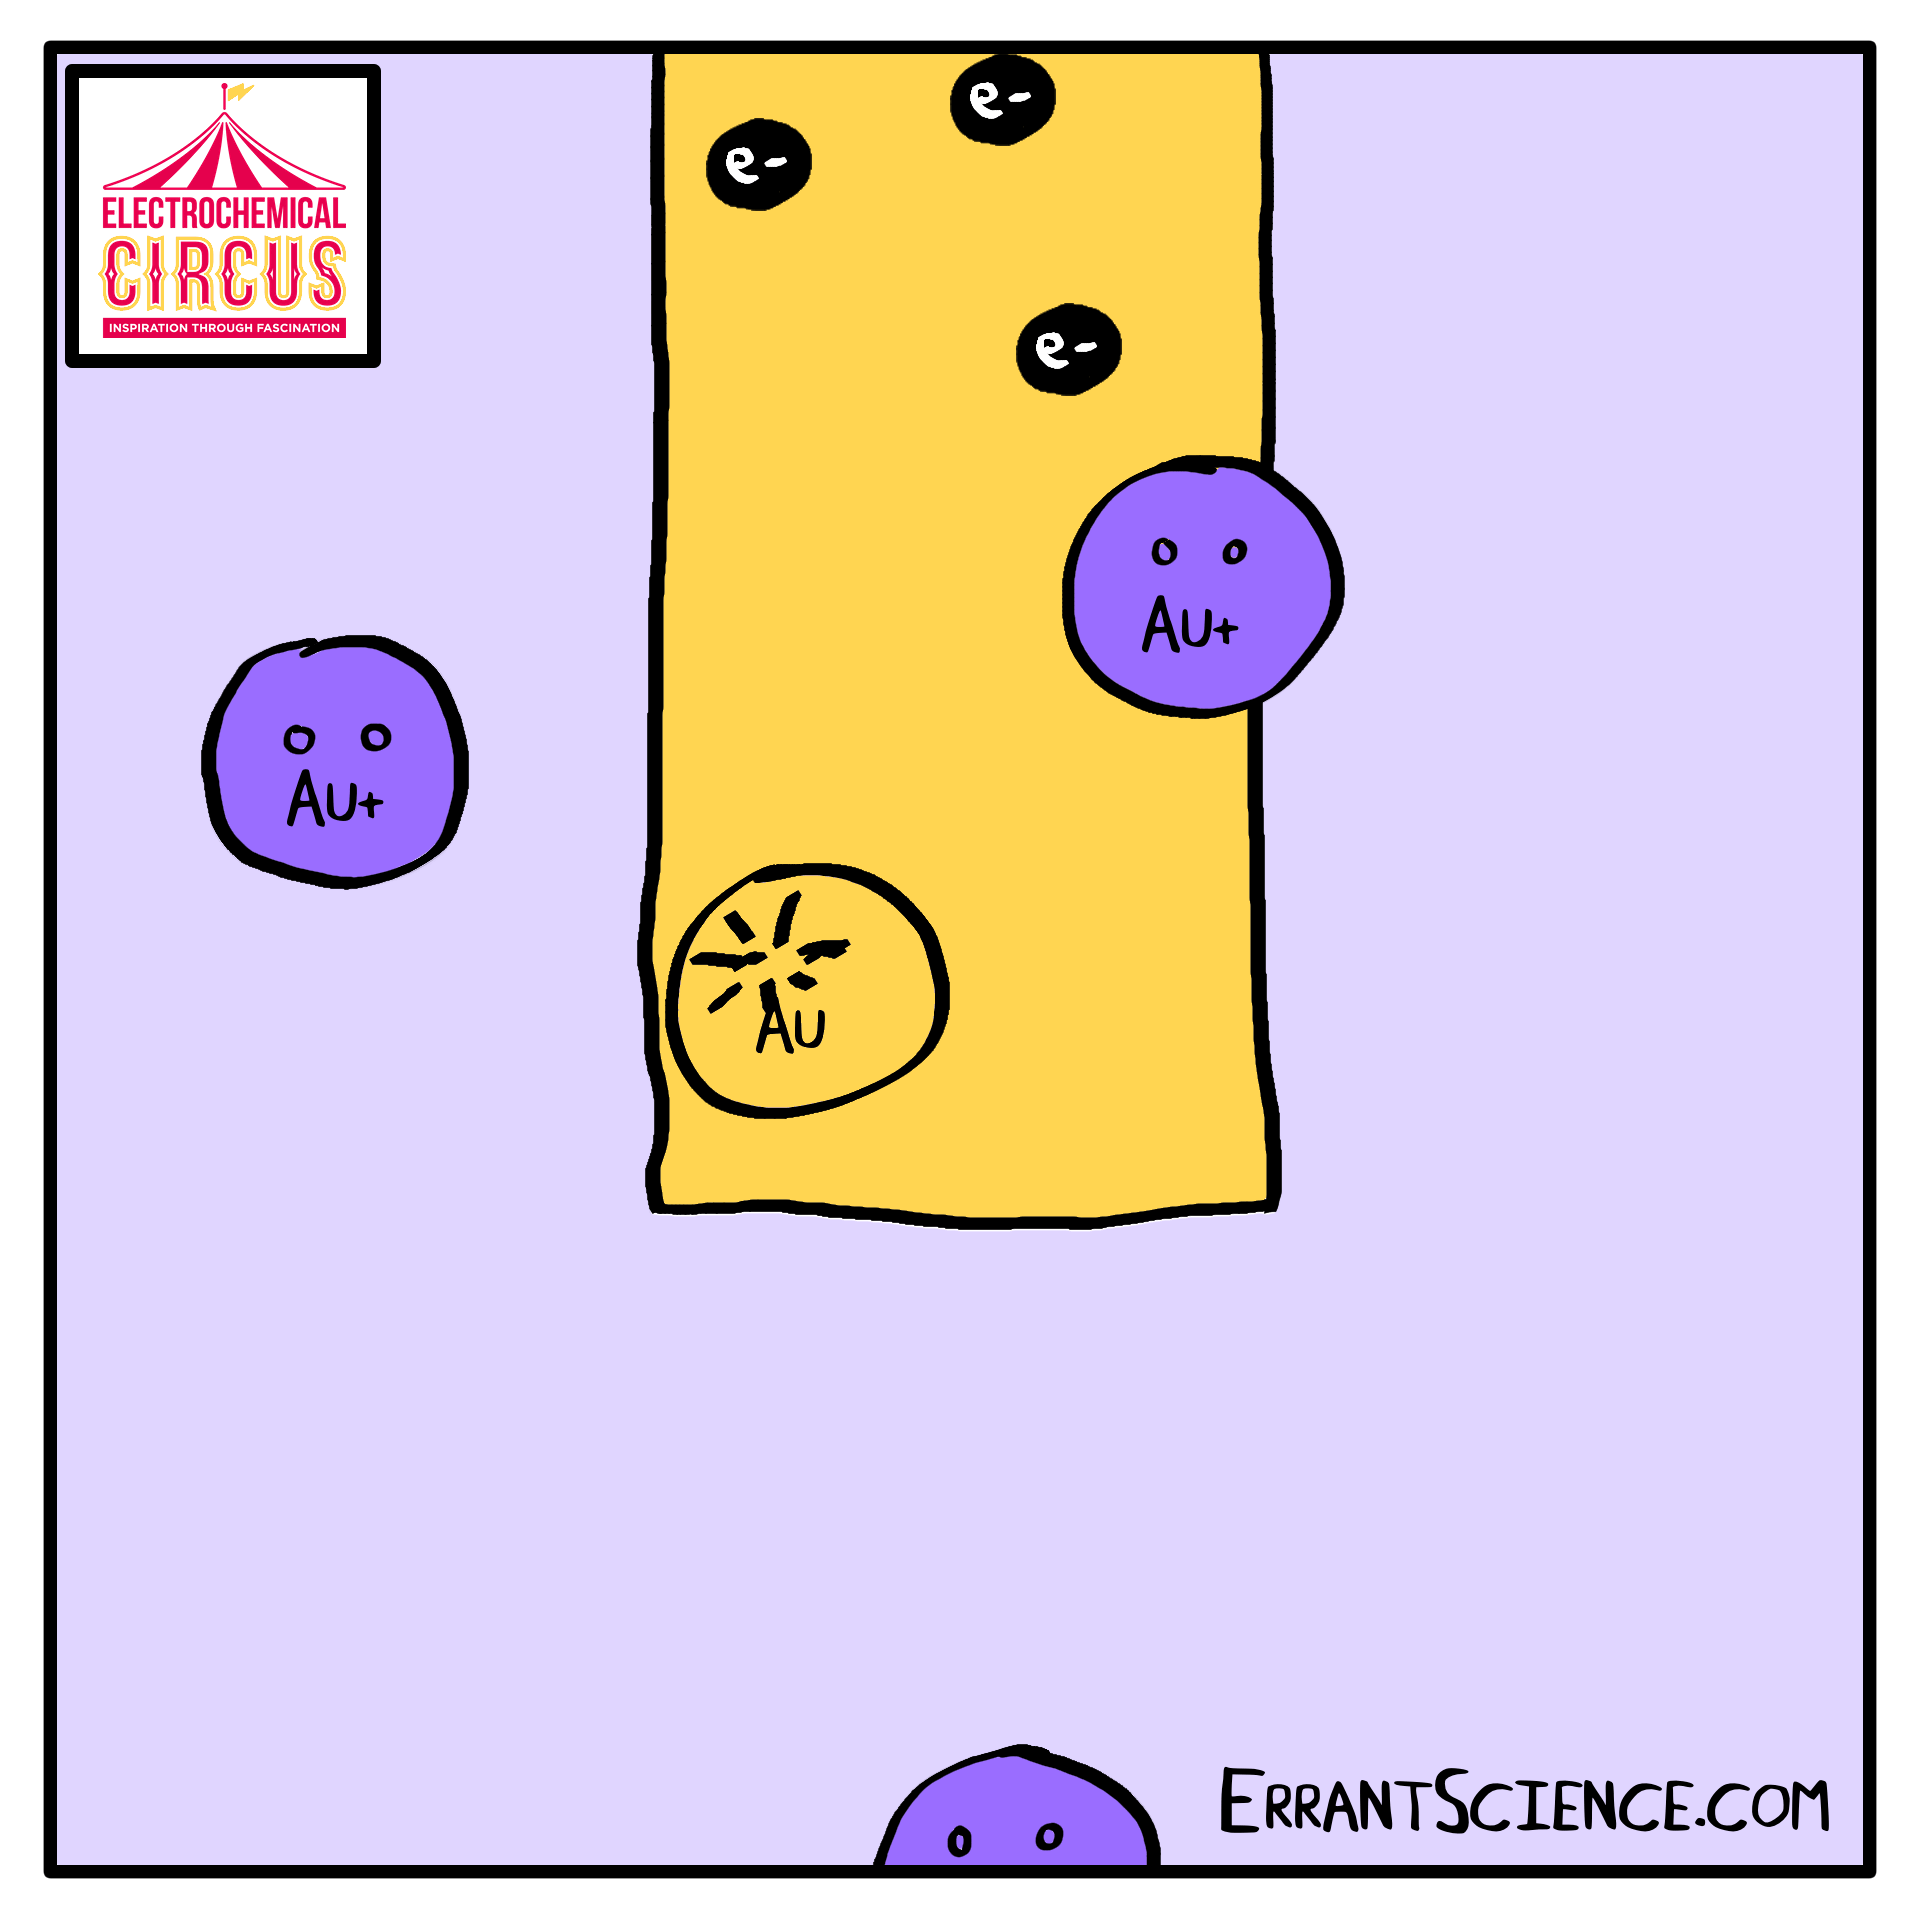 ELECTROCHEMICAL
CIRCUS
INSPIRATION THROUGH FASCINATION
e-
e-
e-
AU+
AU+
AU
ERRANTSCIENCE.COM